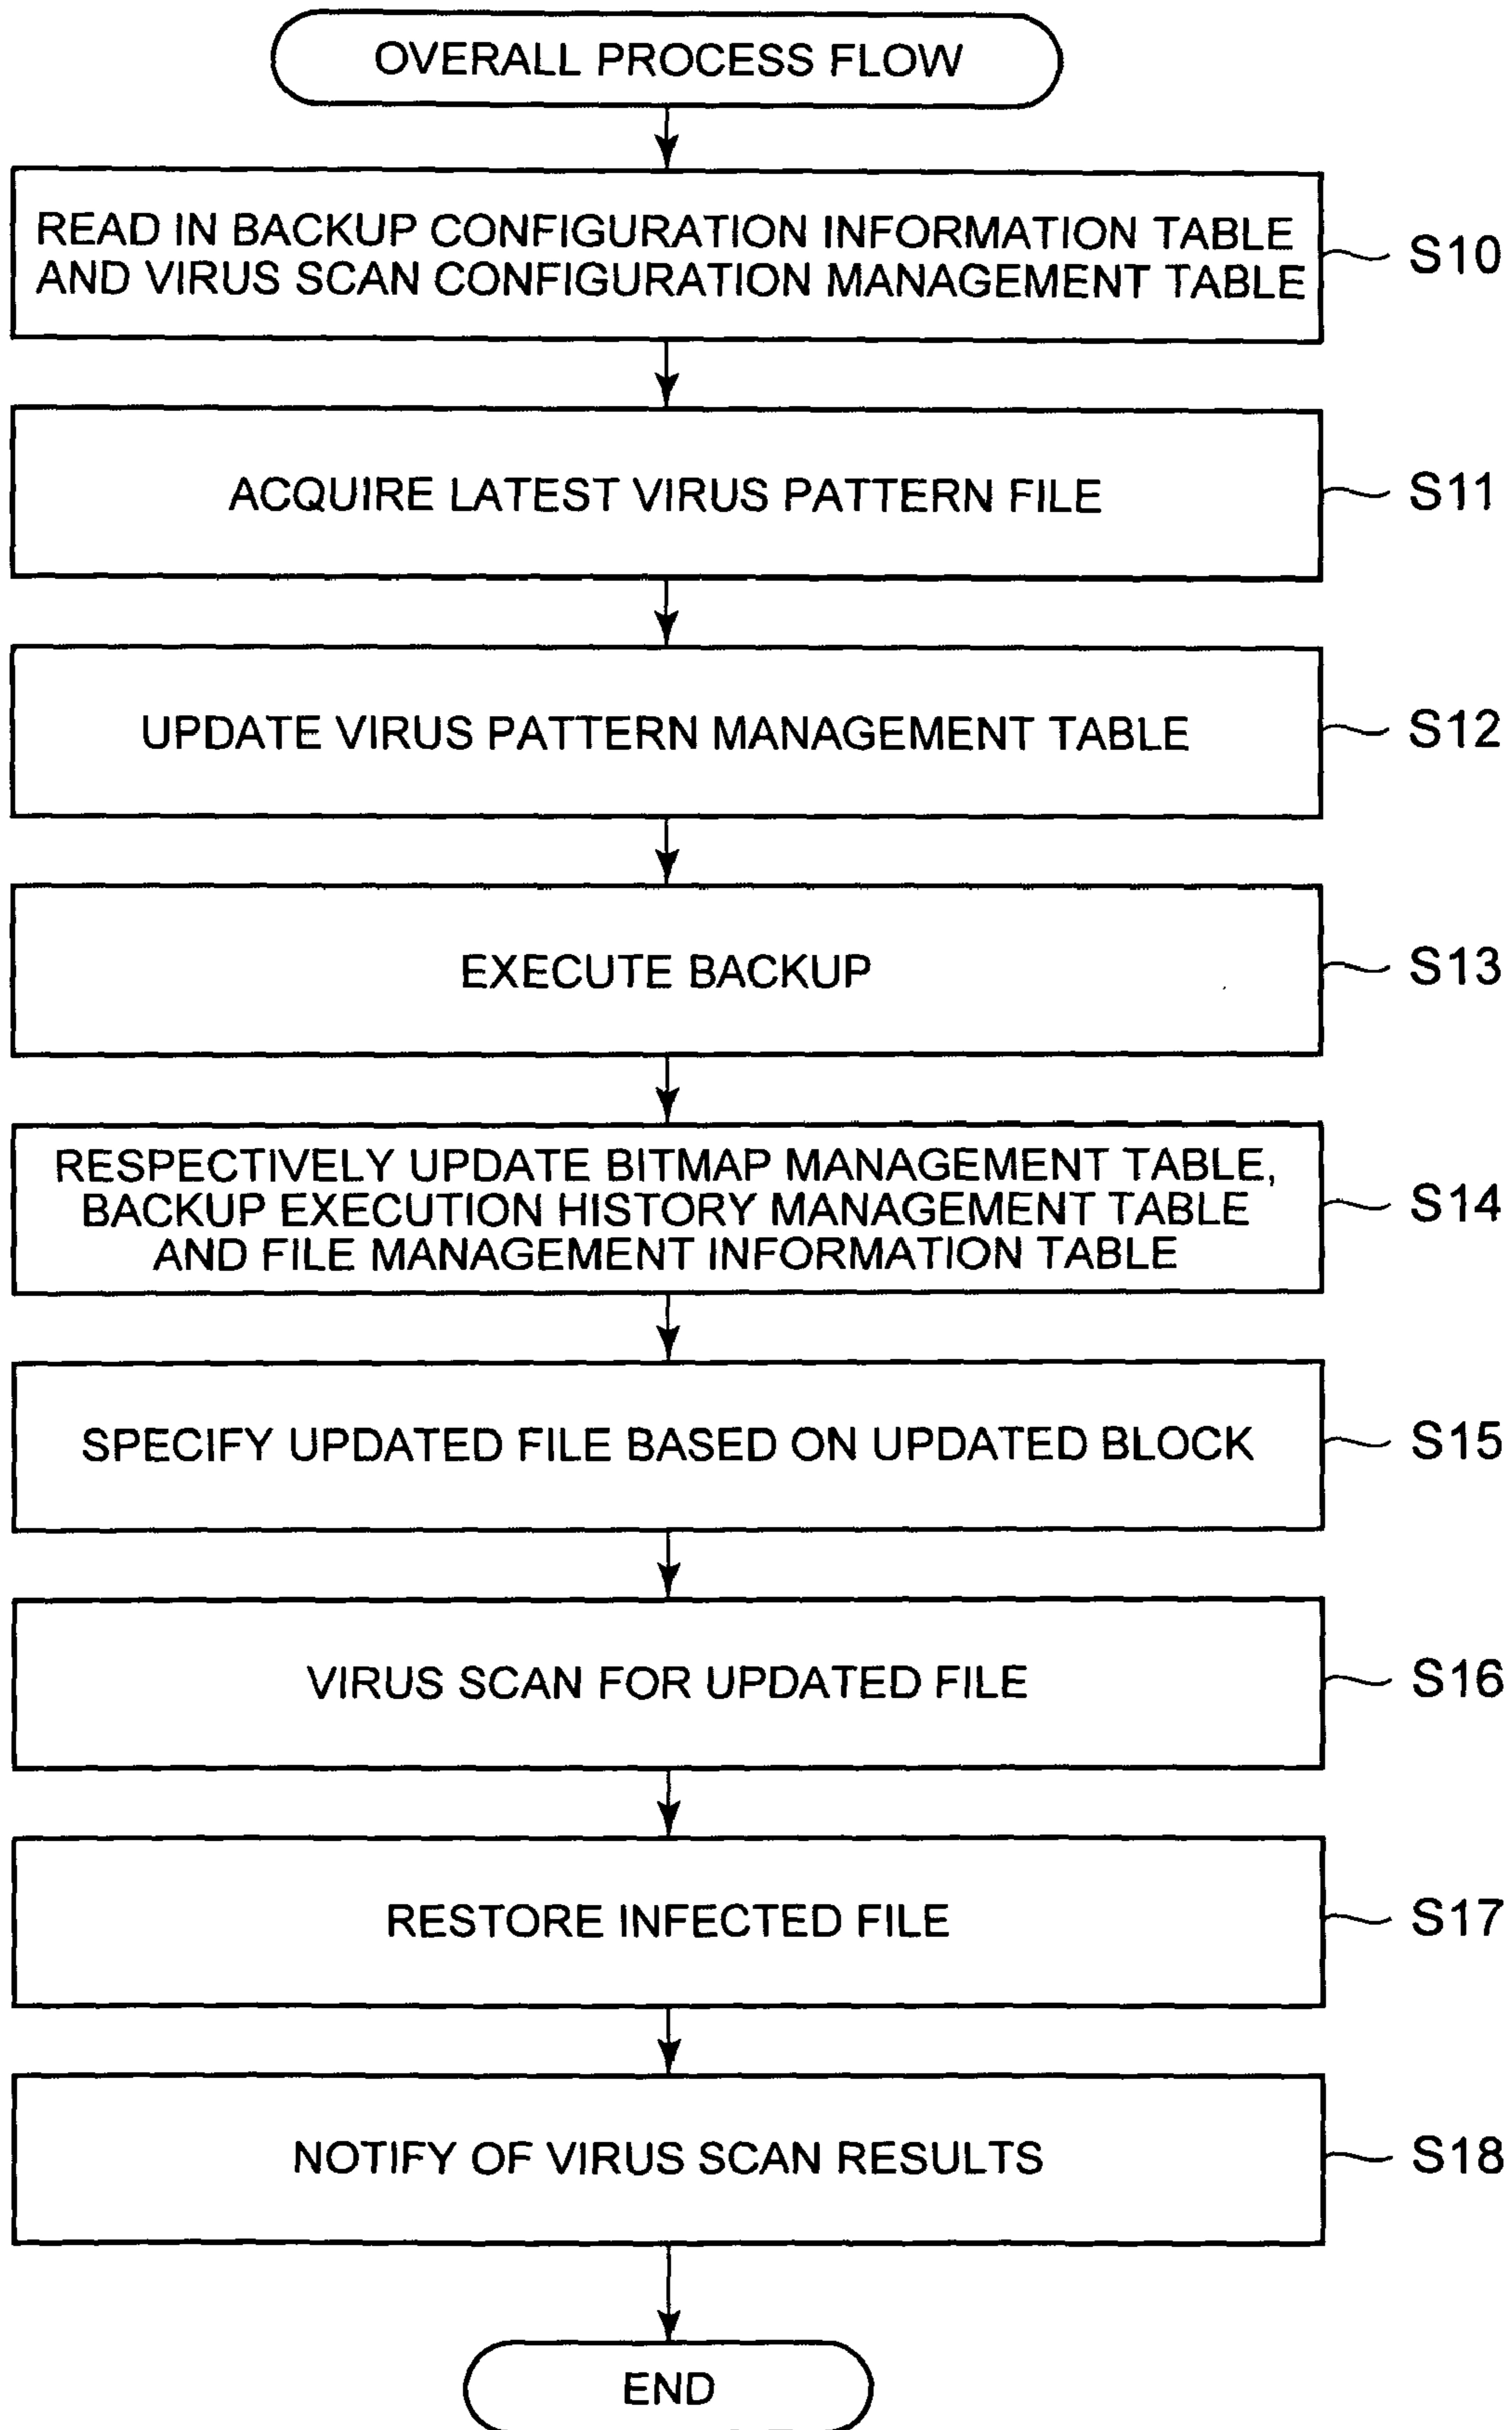 OVERALL PROCESS FLOW
READ IN BACKUP CONFIGURATION INFORMATION TABLE
AND VIRUS SCAN CONFIGURATION MANAGEMENT TABLE
S10
ACQUIRE LATEST VIRUS PATTERN FILE
S11
UPDATE VIRUS PATTERN MANAGEMENT TABLE
S12
EXECUTE BACKUP
S13
RESPECTIVELY UPDATE BITMAP MANAGEMENT TABLE,
BACKUP EXECUTION HISTORY MANAGEMENT TABLE
AND FILE MANAGEMENT INFORMATION TABLE
S14
SPECIFY UPDATED FILE BASED ON UPDATED BLOCK
S15
VIRUS SCAN FOR UPDATED FILE
S16
RESTORE INFECTED FILE
S17
NOTIFY OF VIRUS SCAN RESULTS
S18
END